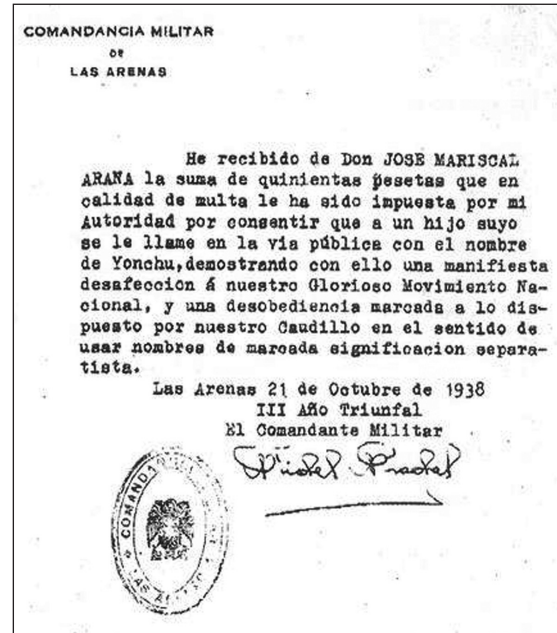 COMANDANCIA MILITAR
DE
LAS ARENAS
He recibido de Don JOSE MARISCAL
ARANA la suma de quinientas pesetas que en
calidad de multa le ha sido impuesta por mi
Autoridad por consentir que a un hijo suyo
se le llame en la via pública con el nombre
de Yonchu,demostrando con ello una manifiesta
desafección á nuestro Glorioso Movimiento Na-
cional, y una desobediencia marcada a lo dis-
puesto por nuestro Caudillo en el sentido de
usar nombres de marcada significacion separa-
tista.
Las Arenas 21 de Octubre de 1938
III Año Triunfal
El Comandante Militar